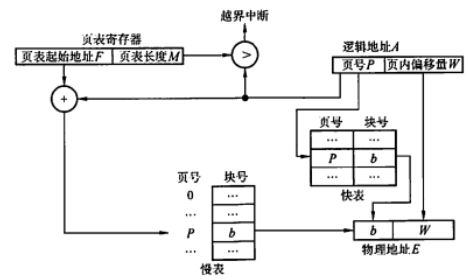 越界中断
页表寄存器
页表起始地址F 页表长度M
>
逻辑地址A
页号P 页内偏移量W
+
页号 块号
... ...
P b
... ...
快表
页号 块号
0 ...
... ...
P b
... ...
慢表
b W
物理地址E